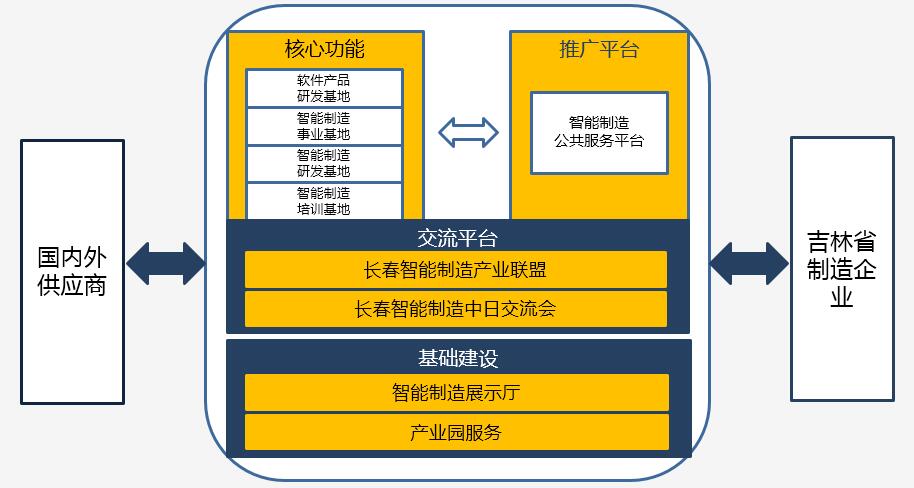 国内外
供应商
核心功能
软件产品
研发基地
智能制造
事业基地
智能制造
研发基地
智能制造
培训基地
推广平台
智能制造
公共服务平台
交流平台
长春智能制造产业联盟
长春智能制造中日交流会
基础建设
智能制造展示厅
产业园服务
吉林省
制造企
业